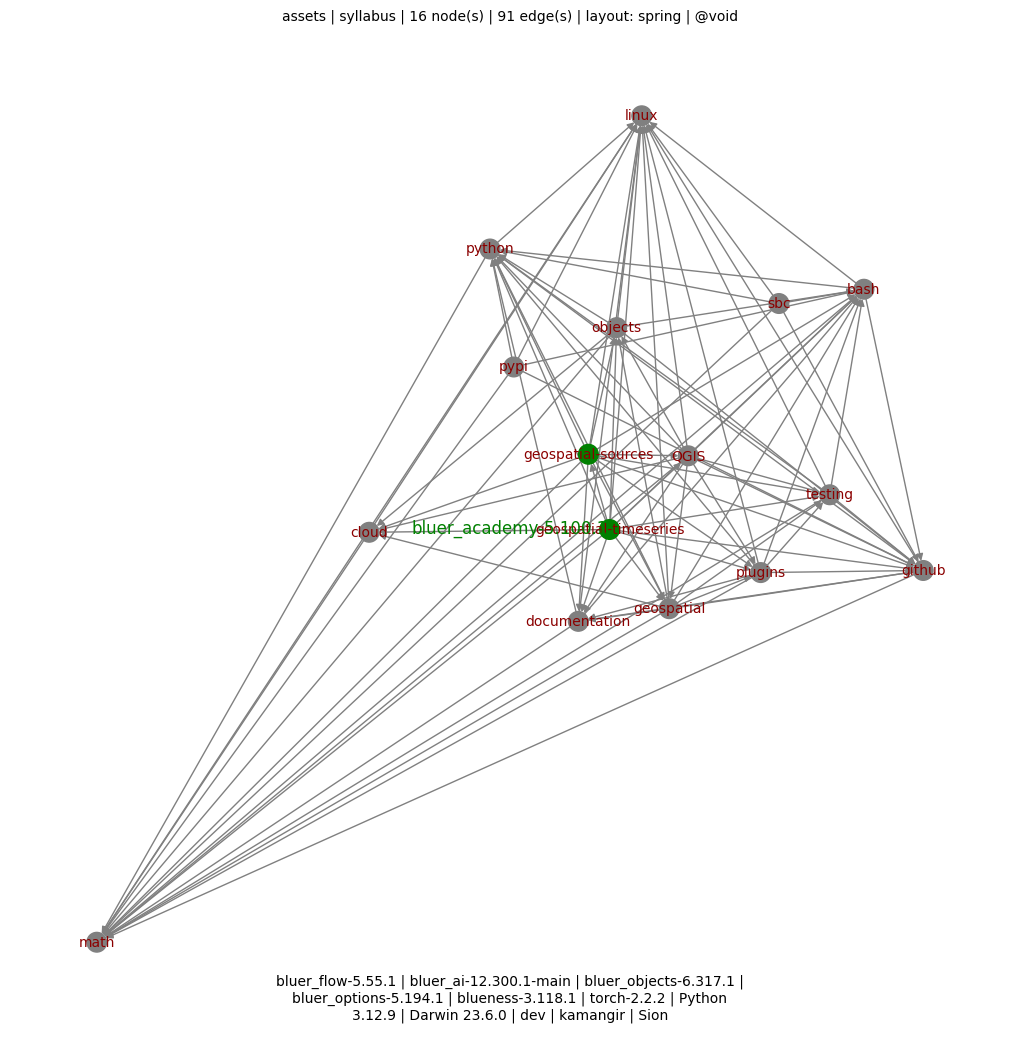 assets | syllabus | 16 node(s) | 91 edge(s) | layout: spring | @void
linux
python
bash
sbc
objects
pypi
geospatial-sources
QGIS
testing
bluer_academy-5.109.1
geospatial-timeseries
cloud
plugins
github
geospatial
documentation
math
bluer_flow-5.55.1 | bluer_ai-12.300.1-main | bluer_objects-6.317.1 |
bluer_options-5.194.1 | blueness-3.118.1 | torch-2.2.2 | Python
3.12.9 | Darwin 23.6.0 | dev | kamangir | Sion